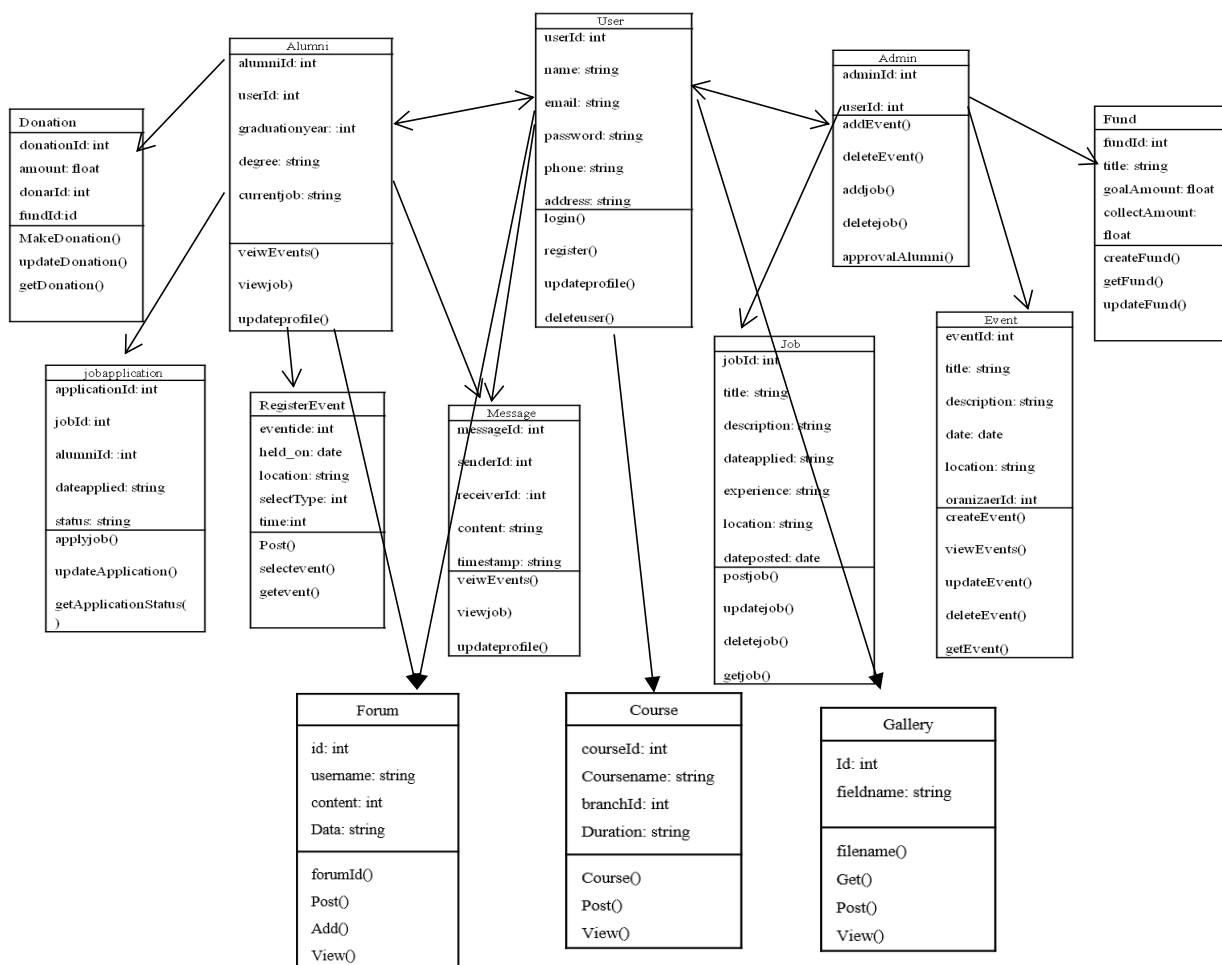 User
userId: int
name: string
email: string
password: string
phone: string
address: string
login()
register()
updateprofile()
deleteuser()
Alumni
alumniId: int
userId: int
graduationyear: :int
degree: string
currentjob: string
veiwEvents()
viewjob)
updateprofile()
Admin
adminId: int
userId: int
addEvent()
deleteEvent()
addjob()
deletejob()
approvalAlumni()
Donation
donationId: int
amount: float
donarId: int
fundId:id
MakeDonation()
updateDonation()
getDonation()
Fund
fundId: int
title: string
goalAmount: float
collectAmount:
float
createFund()
getFund()
updateFund()
jobapplication
applicationId: int
jobId: int
alumniId: :int
dateapplied: string
status: string
applyjob()
updateApplication()
getApplicationStatus(
)
RegisterEvent
eventide: int
held_on: date
location: string
selectType: int
time:int
Post()
selectevent()
getevent()
Message
messageId: int
senderId: int
receiverId: :int
content: string
timestamp: string
veiwEvents()
viewjob)
updateprofile()
Job
jobId: int
title: string
description: string
dateapplied: string
experience: string
location: string
dateposted: date
postjob()
updatejob()
deletejob()
getjob()
Event
eventId: int
title: string
description: string
date: date
location: string
oranizaerId: int
createEvent()
viewEvents()
updateEvent()
deleteEvent()
getEvent()
Forum
id: int
username: string
content: int
Data: string
forumId()
Post()
Add()
View()
Course
courseId: int
Coursename: string
branchId: int
Duration: string
Course()
Post()
View()
Gallery
Id: int
fieldname: string
filename()
Get()
Post()
View()